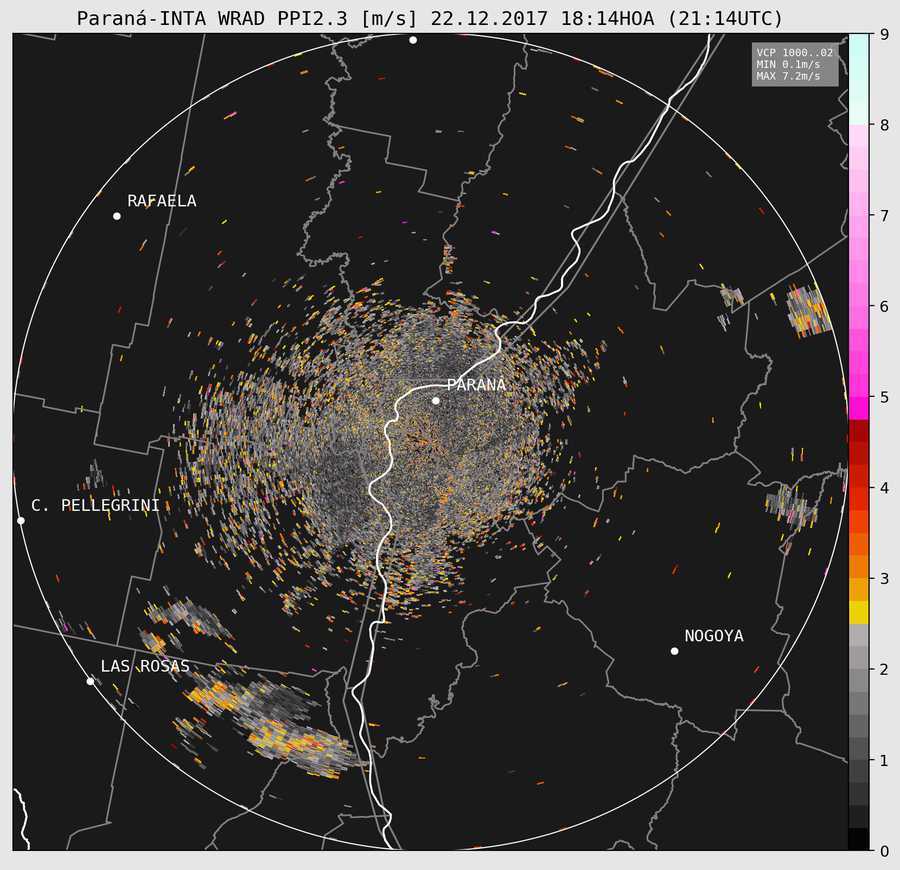 Paraná-INTA WRAD PPI2.3 [m/s] 22.12.2017 18:14HOA (21:14UTC)
VCP 1000..02
MIN 0.1m/s
MAX 7.2m/s
9
8
7
6
5
4
3
2
1
0
RAFAELA
PARANÁ
C. PELLEGRINI
NOGOYA
LAS ROSAS